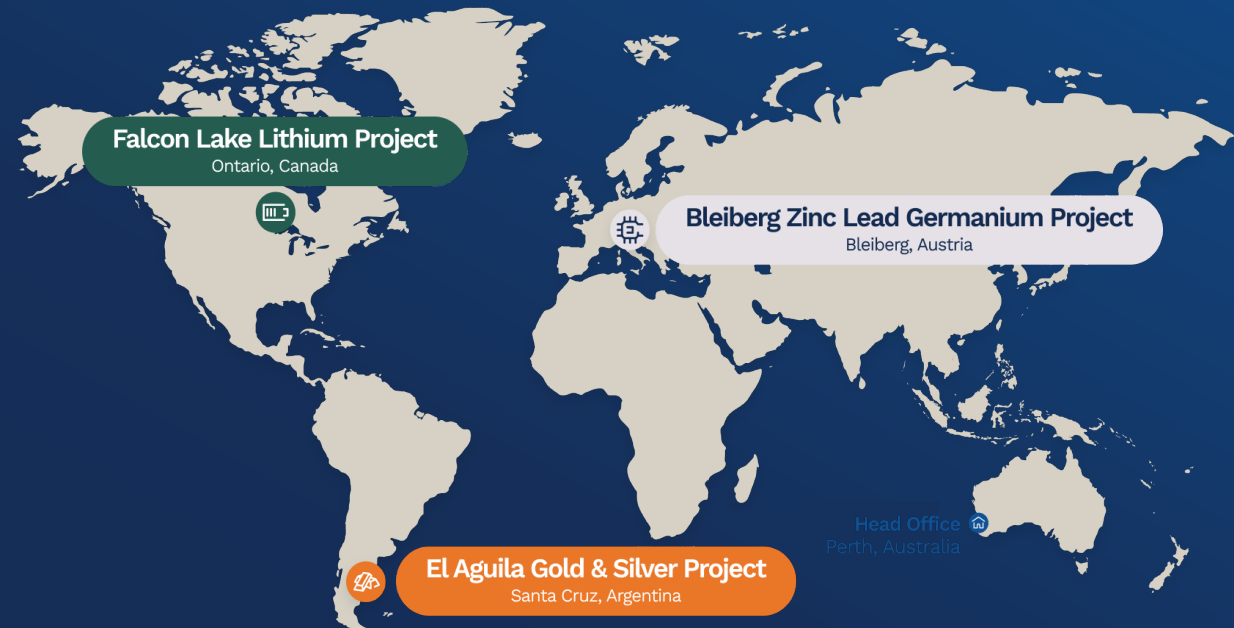 Falcon Lake Lithium Project
Ontario, Canada
Bleiberg Zinc Lead Germanium Project
Bleiberg, Austria
Head Office
Perth, Australia
El Aguila Gold & Silver Project
Santa Cruz, Argentina